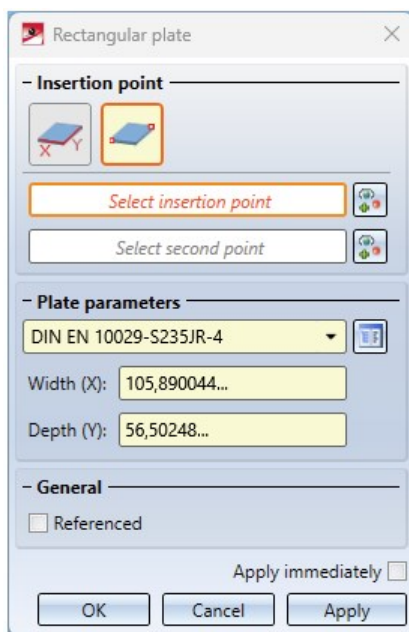 Rectangular plate
– Insertion point
X Y
Select insertion point
Select second point
– Plate parameters
DIN EN 10029-S235JR-4
Width (X): 105,890044...
Depth (Y): 56,50248...
– General
Referenced
Apply immediately
OK Cancel Apply